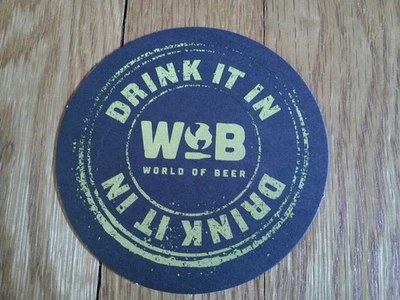 DRINK IT IN
WOB
WORLD OF BEER
DRINK IT IN